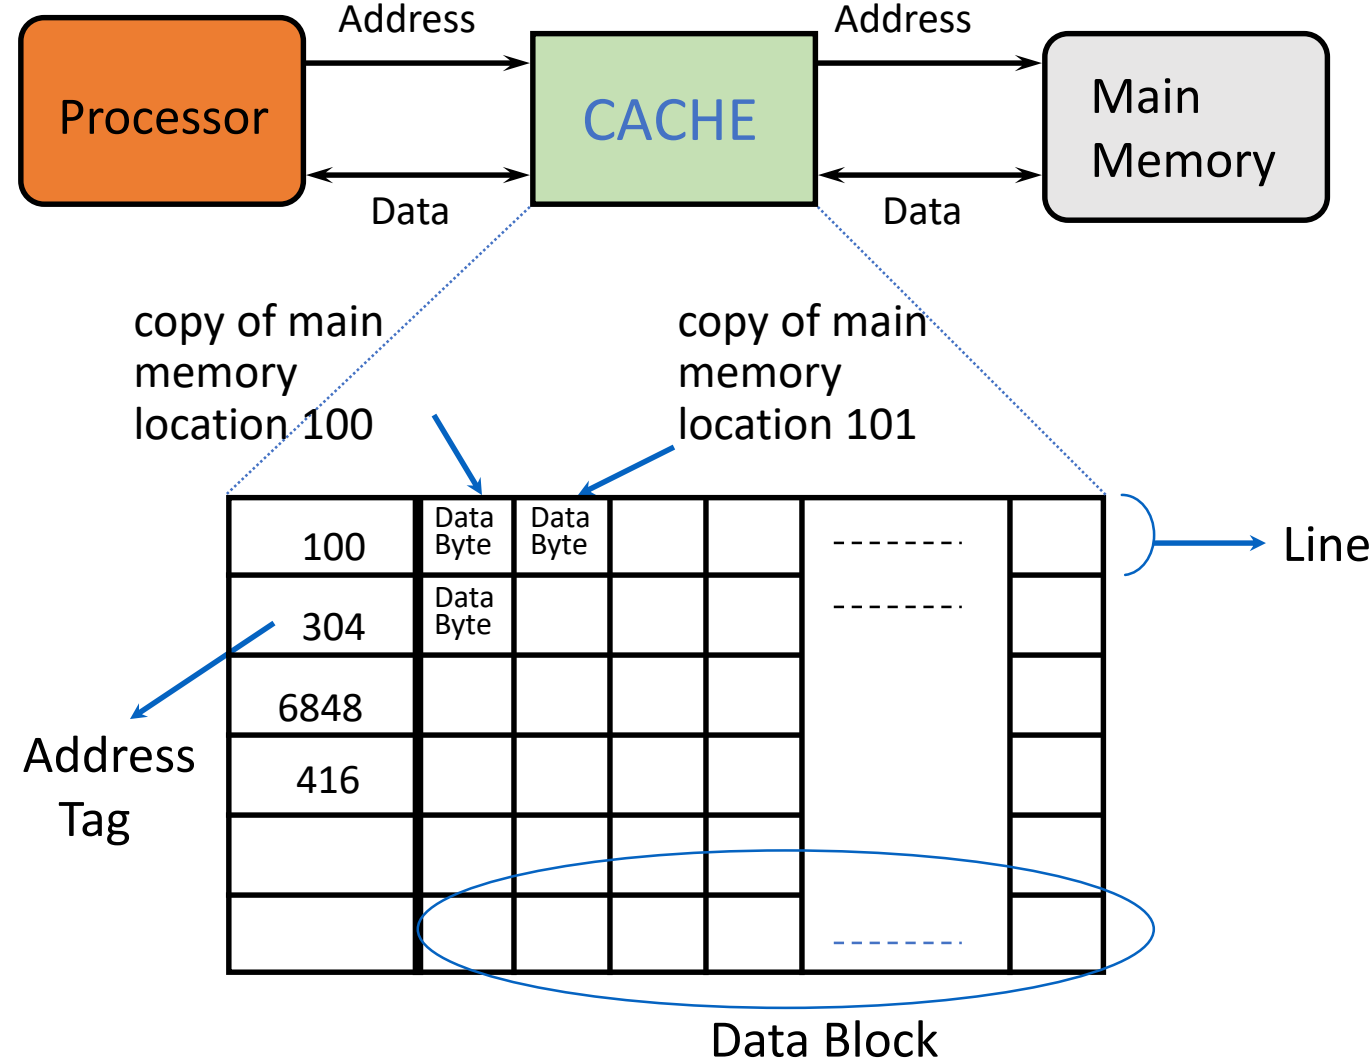 Address
Address
Processor
CACHE
Main
Memory
Data
Data
copy of main
memory
location 100
copy of main
memory
location 101
100
Data
Byte
Data
Byte
Line
304
Data
Byte
6848
Address
Tag
416
Data Block